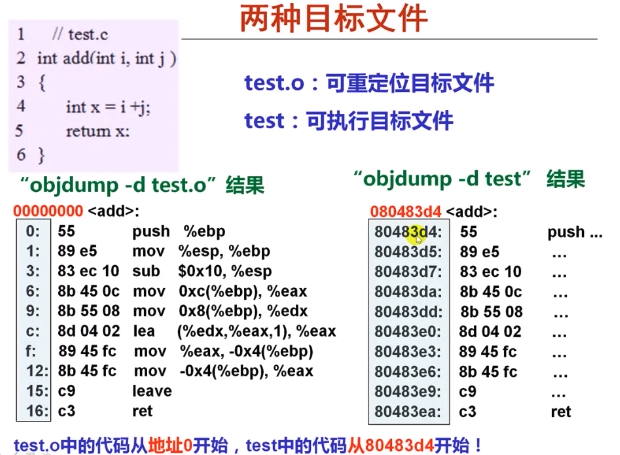 两种目标文件
1 // test.c
2 int add(int i, int j )
3 {
4 int x = i +j;
5 return x;
6 }
test.o：可重定位目标文件
test：可执行目标文件
“objdump -d test.o”结果
00000000 <add>:
0: 55 push %ebp
1: 89 e5 mov %esp, %ebp
3: 83 ec 10 sub $0x10, %esp
6: 8b 45 0c mov 0xc(%ebp), %eax
9: 8b 55 08 mov 0x8(%ebp), %edx
c: 8d 04 02 lea (%edx,%eax,1), %eax
f: 89 45 fc mov %eax, -0x4(%ebp)
12: 8b 45 fc mov -0x4(%ebp), %eax
15: c9 leave
16: c3 ret
“objdump -d test” 结果
080483d4 <add>:
80483d4: 55 push ...
80483d5: 89 e5 ...
80483d7: 83 ec 10 ...
80483da: 8b 45 0c ...
80483dd: 8b 55 08 ...
80483e0: 8d 04 02 ...
80483e3: 89 45 fc ...
80483e6: 8b 45 fc ...
80483e9: c9 ...
80483ea: c3 ret
test.o中的代码从地址0开始，test中的代码从80483d4开始！